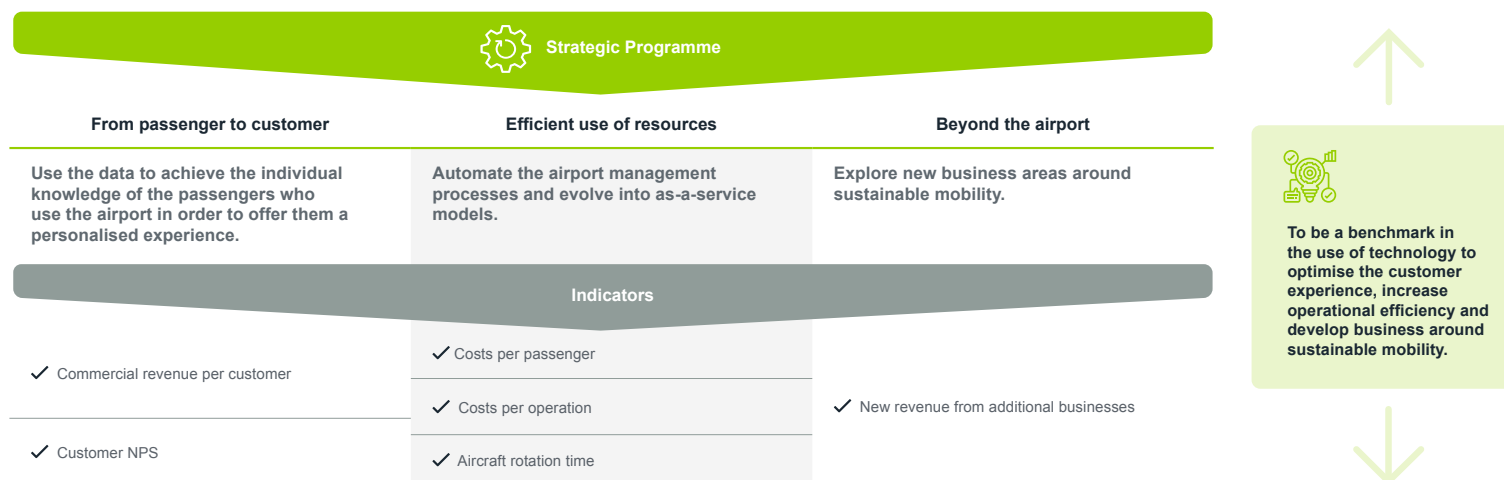 Strategic Programme
From passenger to customer
Efficient use of resources
Beyond the airport
Use the data to achieve the individual
knowledge of the passengers who
use the airport in order to offer them a
personalised experience.
Automate the airport management
processes and evolve into as-a-service
models.
Explore new business areas around
sustainable mobility.
Indicators
Commercial revenue per customer
Customer NPS
Costs per passenger
Costs per operation
Aircraft rotation time
New revenue from additional businesses
To be a benchmark in
the use of technology to
optimise the customer
experience, increase
operational efficiency and
develop business around
sustainable mobility.